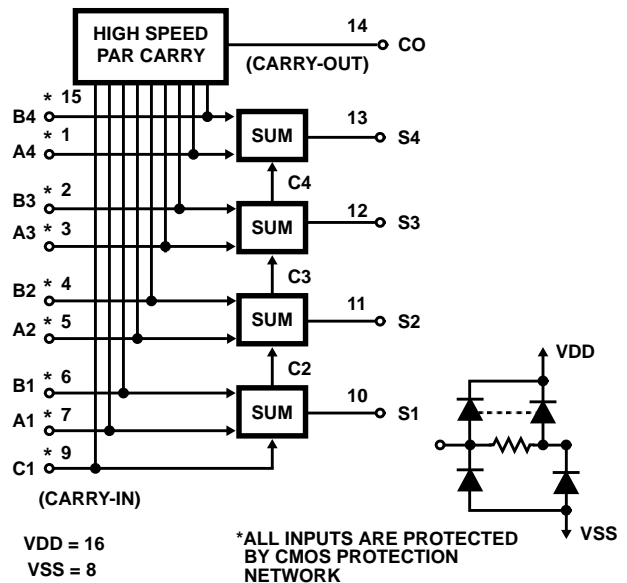 HIGH SPEED
PAR CARRY
14
CO
(CARRY-OUT)
* 15
B4
* 1
A4
SUM
13
S4
C4
B3 * 2
A3 * 3
SUM
12
S3
C3
B2 * 4
A2 * 5
SUM
11
S2
C2
B1 * 6
A1 * 7
SUM
10
S1
C1 * 9
(CARRY-IN)
VDD
VSS
VDD = 16
VSS = 8
*ALL INPUTS ARE PROTECTED
BY CMOS PROTECTION
NETWORK